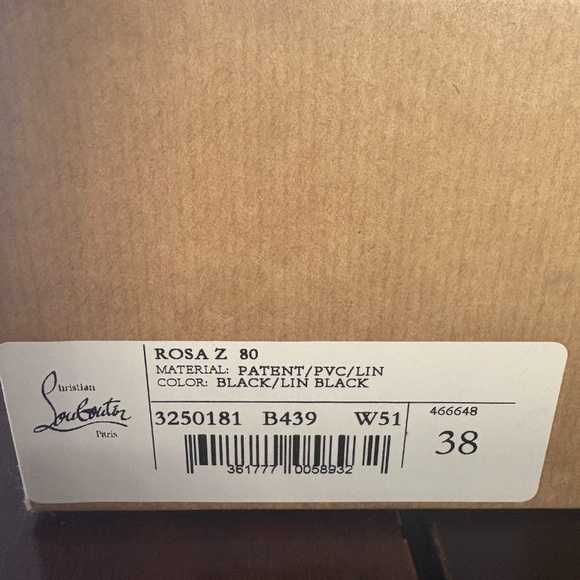 Christian
Louboutin
Paris
ROSA Z 80
MATERIAL: PATENT/PVC/LIN
COLOR: BLACK/LIN BLACK
3250181 B439 W51
361777 0058932
466648
38